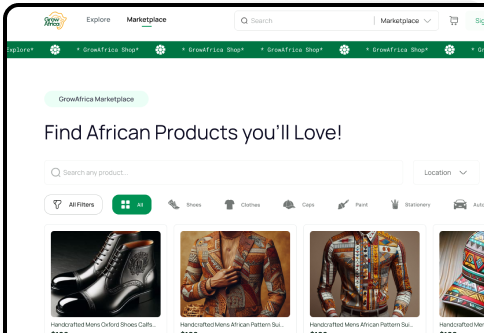 Grow
Africa
Explore
Marketplace
Search
Marketplace
Explore* * GrowAfrica Shop* * GrowAfrica Shop* * GrowAfrica Shop* * GrowAfrica Shop*
GrowAfrica Marketplace
Find African Products you'll Love!
Search any product...
Location
All Filters
All
Shoes
Clothes
Caps
Paint
Stationery
Handcrafted Mens Oxford Shoes Calfs...
Handcrafted Mens African Pattern Sui...
Handcrafted Mens African Pattern Sui...
Handcrafted Men